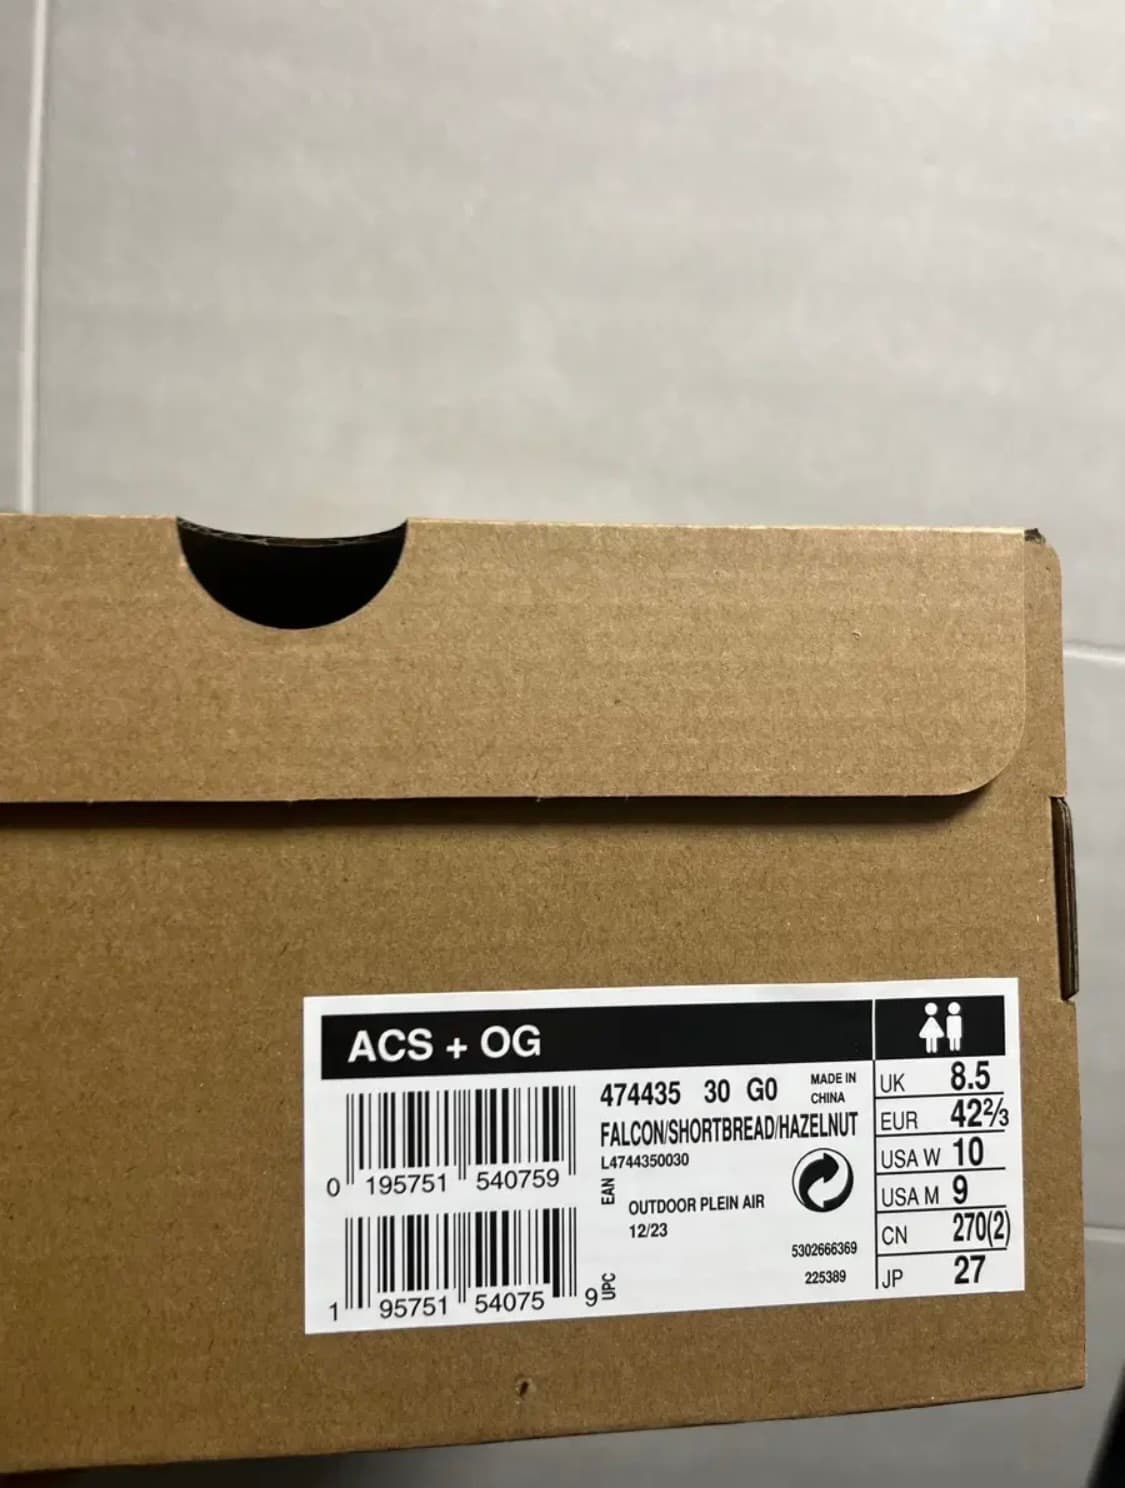 ACS + OG
0 195751 540759
EAN
1 95751 54075 9
UPC
474435 30 G0
MADE IN
CHINA
FALCON/SHORTBREAD/HAZELNUT
L4744350030
OUTDOOR PLEIN AIR
12/23
5302666369
225389
UK 8.5
EUR 42⅔
USA W 10
USA M 9
CN 270(2)
JP 27